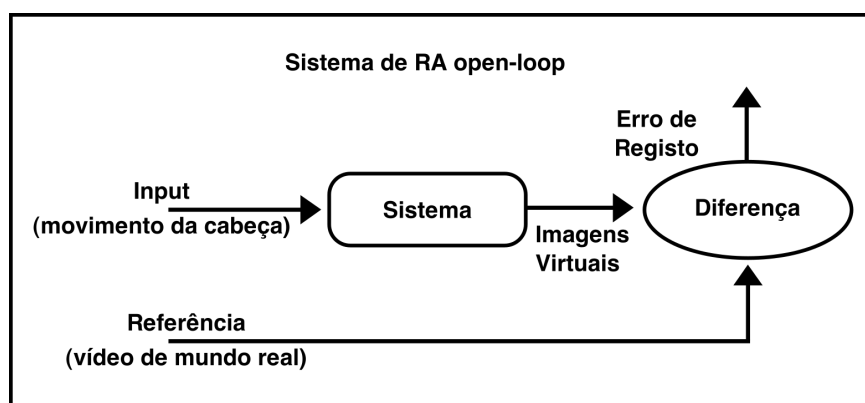 Sistema de RA open-loop
Erro de
Registo
Input
(movimento da cabeça)
Sistema
Imagens
Virtuais
Diferença
Referência
(vídeo de mundo real)